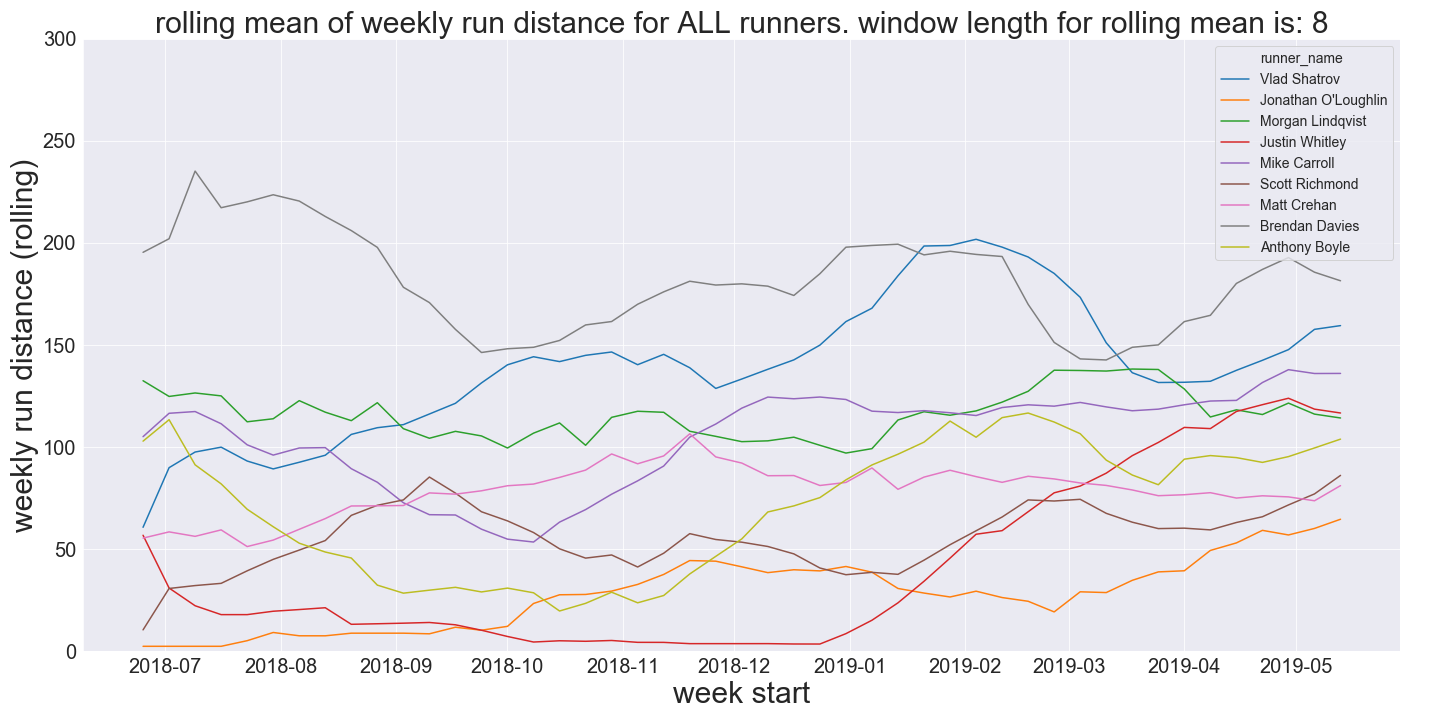 rolling mean of weekly run distance for ALL runners. window length for rolling mean is: 8
300
250
200
150
100
50
0
weekly run distance (rolling)
runner_name
Vlad Shatrov
Jonathan O'Loughlin
Morgan Lindqvist
Justin Whitley
Mike Carroll
Scott Richmond
Matt Crehan
Brendan Davies
Anthony Boyle
2018-07 2018-08 2018-09 2018-10 2018-11 2018-12 2019-01 2019-02 2019-03 2019-04 2019-05
week start